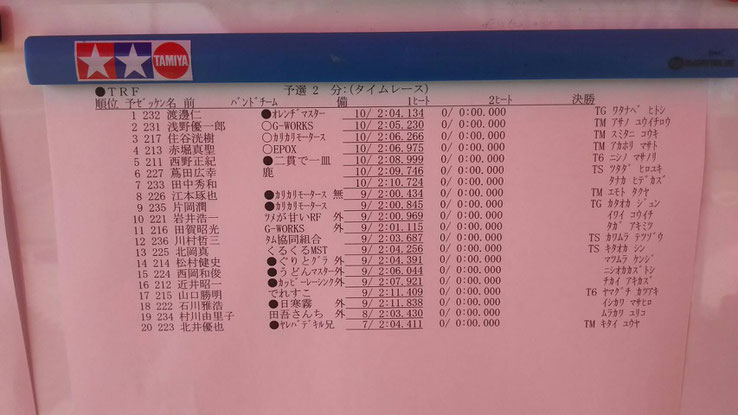 TAMIYA
●TRF 予選 2 分:(タイムレース)
順位 予ゼッケン名 前 バンドチーム 備 1ヒート 2ヒート 決勝
1 232 渡邊仁 ●オレンヂマスター 10/ 2:04.134 0/ 0:00.000 TG ワタナベ ヒトシ
2 231 浅野優一郎 ○G-WORKS 10/ 2:05.230 0/ 0:00.000 TM アサノ ユウイチロウ
3 217 住谷洸樹 ○カリカリモータース 10/ 2:06.266 0/ 0:00.000 TM スミタニ コウキ
4 213 赤堀真聖 ○EPOX 10/ 2:06.975 0/ 0:00.000 TM アカホリ マサト
5 211 西野正紀 ●二貫で一皿 10/ 2:08.999 0/ 0:00.000 T6 ニシノ マサノリ
6 227 蔦田広幸 鹿 10/ 2:09.746 0/ 0:00.000 TS ツタダ ヒロユキ
7 233 田中秀和 10/ 2:10.724 0/ 0:00.000 タナカ ヒデカズ
8 226 江本琢也 ●カリカリモータース 無 9/ 2:00.434 0/ 0:00.000 TM エモト タクヤ
9 235 片岡潤 ●カリカリモータース 9/ 2:00.845 0/ 0:00.000 TG カタオカ ジュン
10 221 岩井浩一 ツメが甘いRF 外 9/ 2:00.969 0/ 0:00.000 イワイ コウイチ
11 216 田賀昭光 G-WORKS 外 9/ 2:01.115 0/ 0:00.000 タガ アキミツ
12 236 川村哲三 タム協同組合 9/ 2:03.687 0/ 0:00.000 TS カワムラ テツゾウ
13 225 北岡真 くるくるMST 9/ 2:04.256 0/ 0:00.000 TS キタオカ シン
14 214 松村健史 ●ぐりとグラ 外 9/ 2:04.391 0/ 0:00.000 マツムラ ケンジ
15 224 西岡和俊 ●うどんマスター外 9/ 2:06.044 0/ 0:00.000 ニシオカカズトシ
16 212 近井昭一 ●カッピーレーシング外 9/ 2:07.921 0/ 0:00.000 チカイ アキカズ
17 215 山口勝明 でれすこ 9/ 2:11.409 0/ 0:00.000 T6 ヤマグチ カツアキ
18 222 石川雅浩 ●日寒霧 外 9/ 2:11.838 0/ 0:00.000 イシカワ マサヒロ
19 234 村川由里子 田吾さんち 外 8/ 2:03.430 0/ 0:00.000 ムラカワ ユリコ
20 223 北井優也 ●ヤレバデキル兄 7/ 2:04.411 0/ 0:00.000 TM キタイ ユウヤ